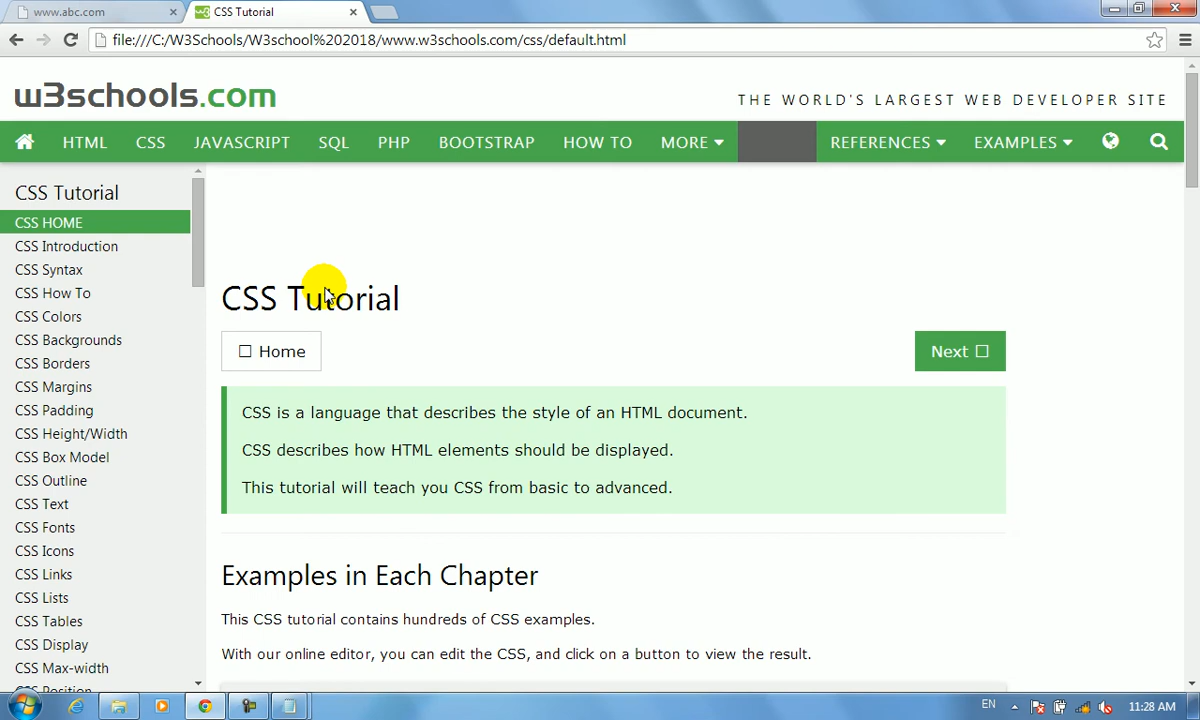 www.abc.com
CSS Tutorial
file:///C:/W3Schools/W3school%202018/www.w3schools.com/css/default.html
w3schools.com
THE WORLD'S LARGEST WEB DEVELOPER SITE
HTML CSS JAVASCRIPT SQL PHP BOOTSTRAP HOW TO MORE REFERENCES EXAMPLES
CSS Tutorial
CSS HOME
CSS Introduction
CSS Syntax
CSS How To
CSS Colors
CSS Backgrounds
CSS Borders
CSS Margins
CSS Padding
CSS Height/Width
CSS Box Model
CSS Outline
CSS Text
CSS Fonts
CSS Icons
CSS Links
CSS Lists
CSS Tables
CSS Display
CSS Max-width
CSS Position
CSS Tutorial
Home
Next
CSS is a language that describes the style of an HTML document.
CSS describes how HTML elements should be displayed.
This tutorial will teach you CSS from basic to advanced.
Examples in Each Chapter
This CSS tutorial contains hundreds of CSS examples.
With our online editor, you can edit the CSS, and click on a button to view the result.
EN
11:28 AM